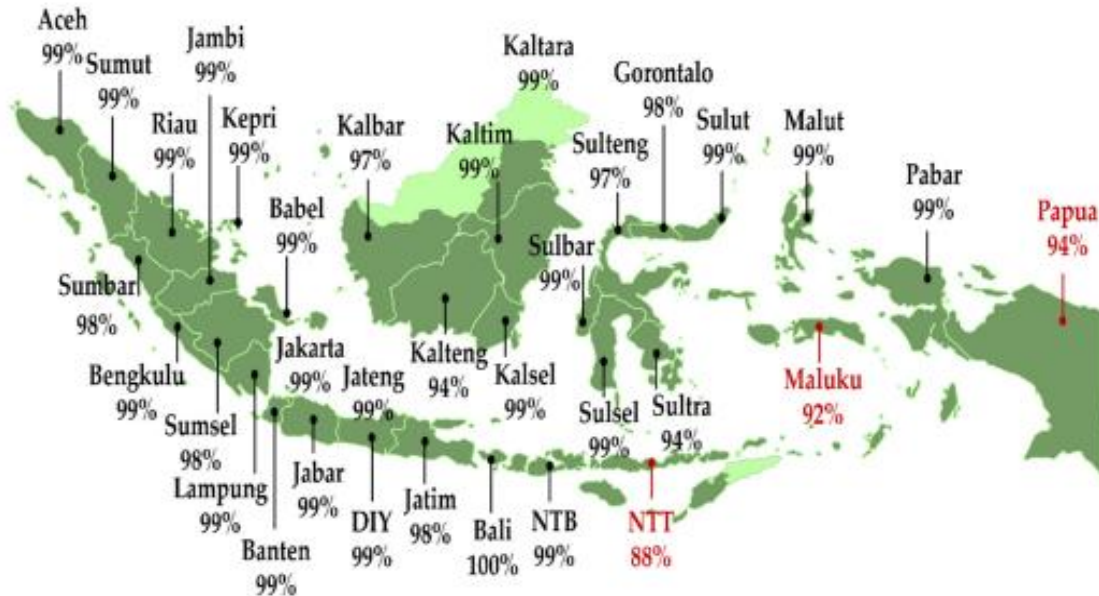 Aceh
99%
Sumut
99%
Jambi
99%
Riau
99%
Kepri
99%
Babel
99%
Kalbar
97%
Kaltara
99%
Kaltim
99%
Gorontalo
98%
Sulteng
97%
Sulut
99%
Malut
99%
Pabar
99%
Papua
94%
Sumbar
98%
Sulbar
99%
Bengkulu
99%
Jakarta
99%
Jateng
99%
Kalteng
94%
Kalsel
99%
Sulsel
99%
Sultra
94%
Maluku
92%
Sumsel
98%
Lampung
99%
Jabar
99%
Banten
99%
DIY
99%
Jatim
98%
Bali
100%
NTB
99%
NTT
88%